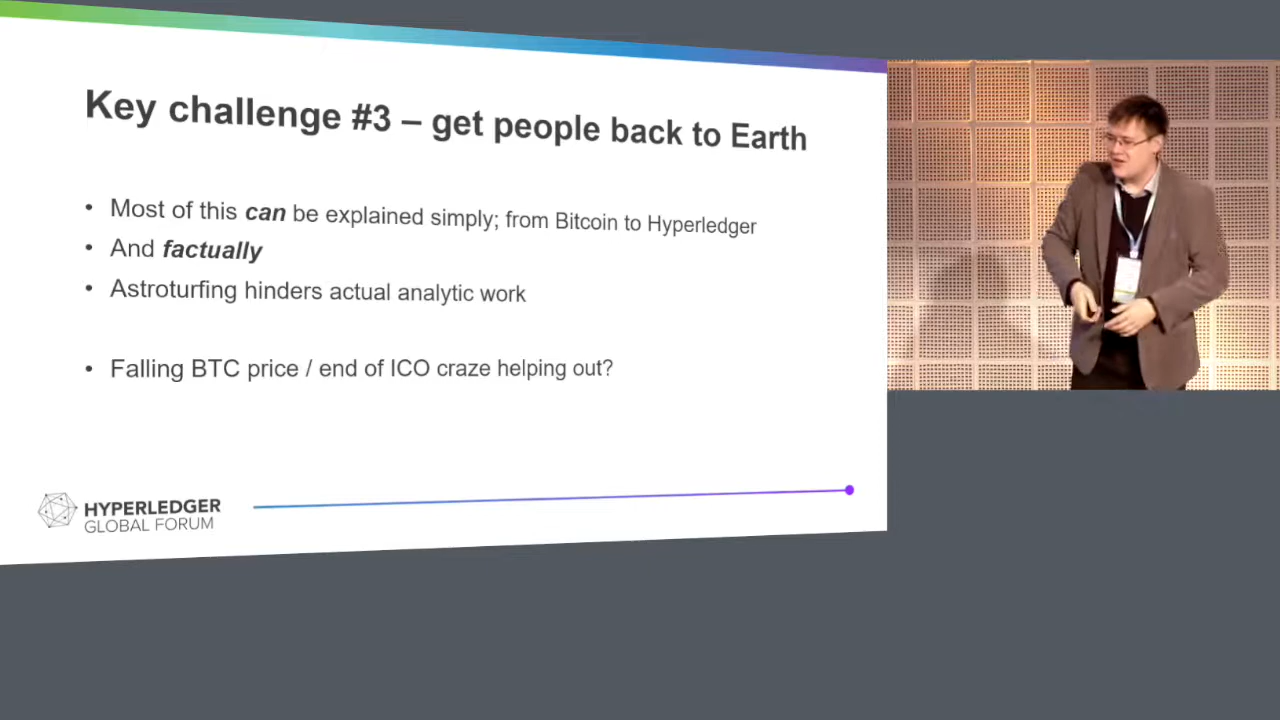 Key challenge #3 – get people back to Earth
• Most of this can be explained simply; from Bitcoin to Hyperledger
• And factually
• Astroturfing hinders actual analytic work
• Falling BTC price / end of ICO craze helping out?
HYPERLEDGER
GLOBAL FORUM